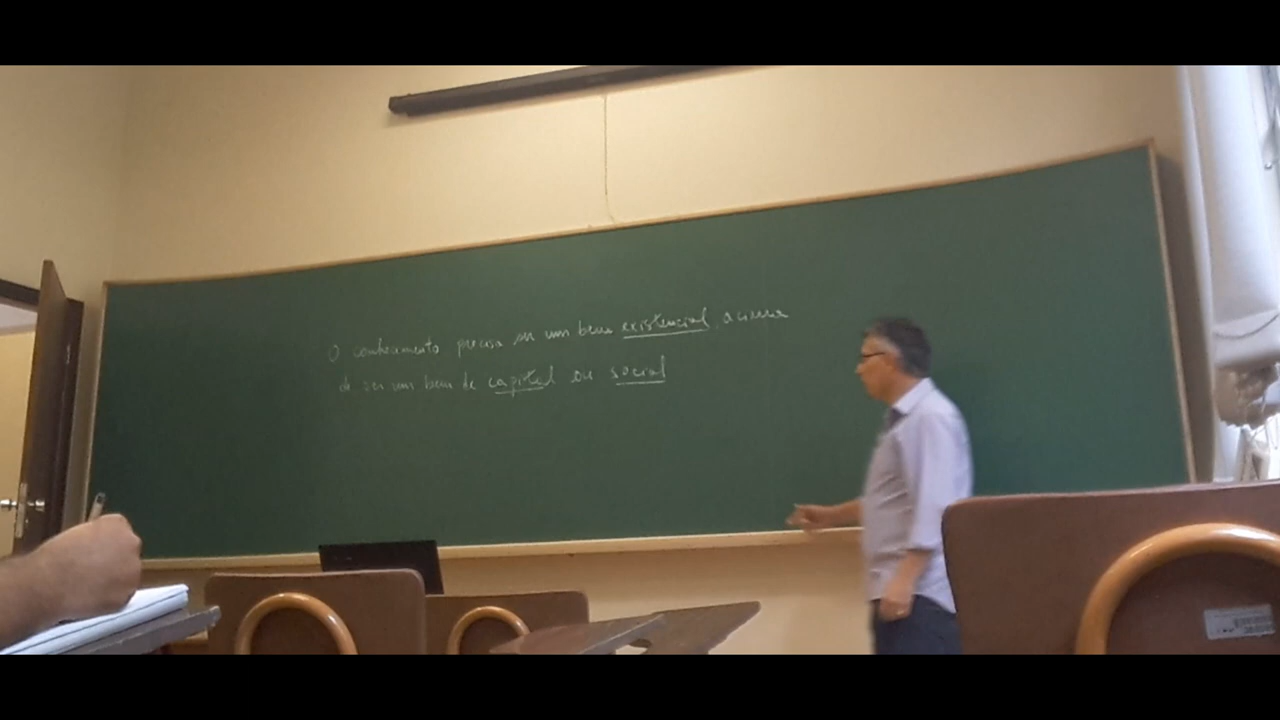 O conhecimento precisa ser um bem existencial, acima
de ser um bem de capital ou social